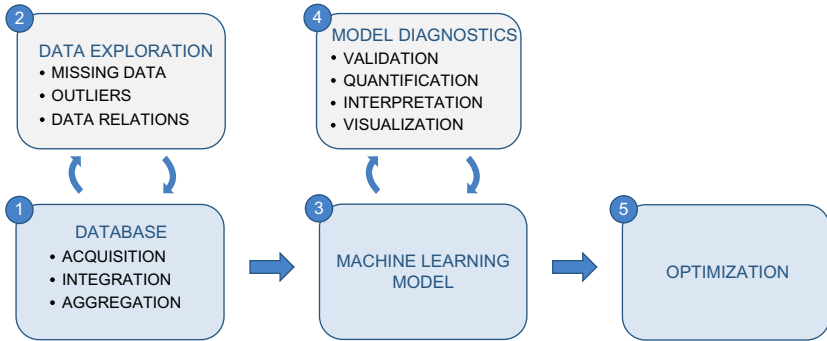 2
DATA EXPLORATION
• MISSING DATA
• OUTLIERS
• DATA RELATIONS
4
MODEL DIAGNOSTICS
• VALIDATION
• QUANTIFICATION
• INTERPRETATION
• VISUALIZATION
1
DATABASE
• ACQUISITION
• INTEGRATION
• AGGREGATION
3
MACHINE LEARNING
MODEL
5
OPTIMIZATION